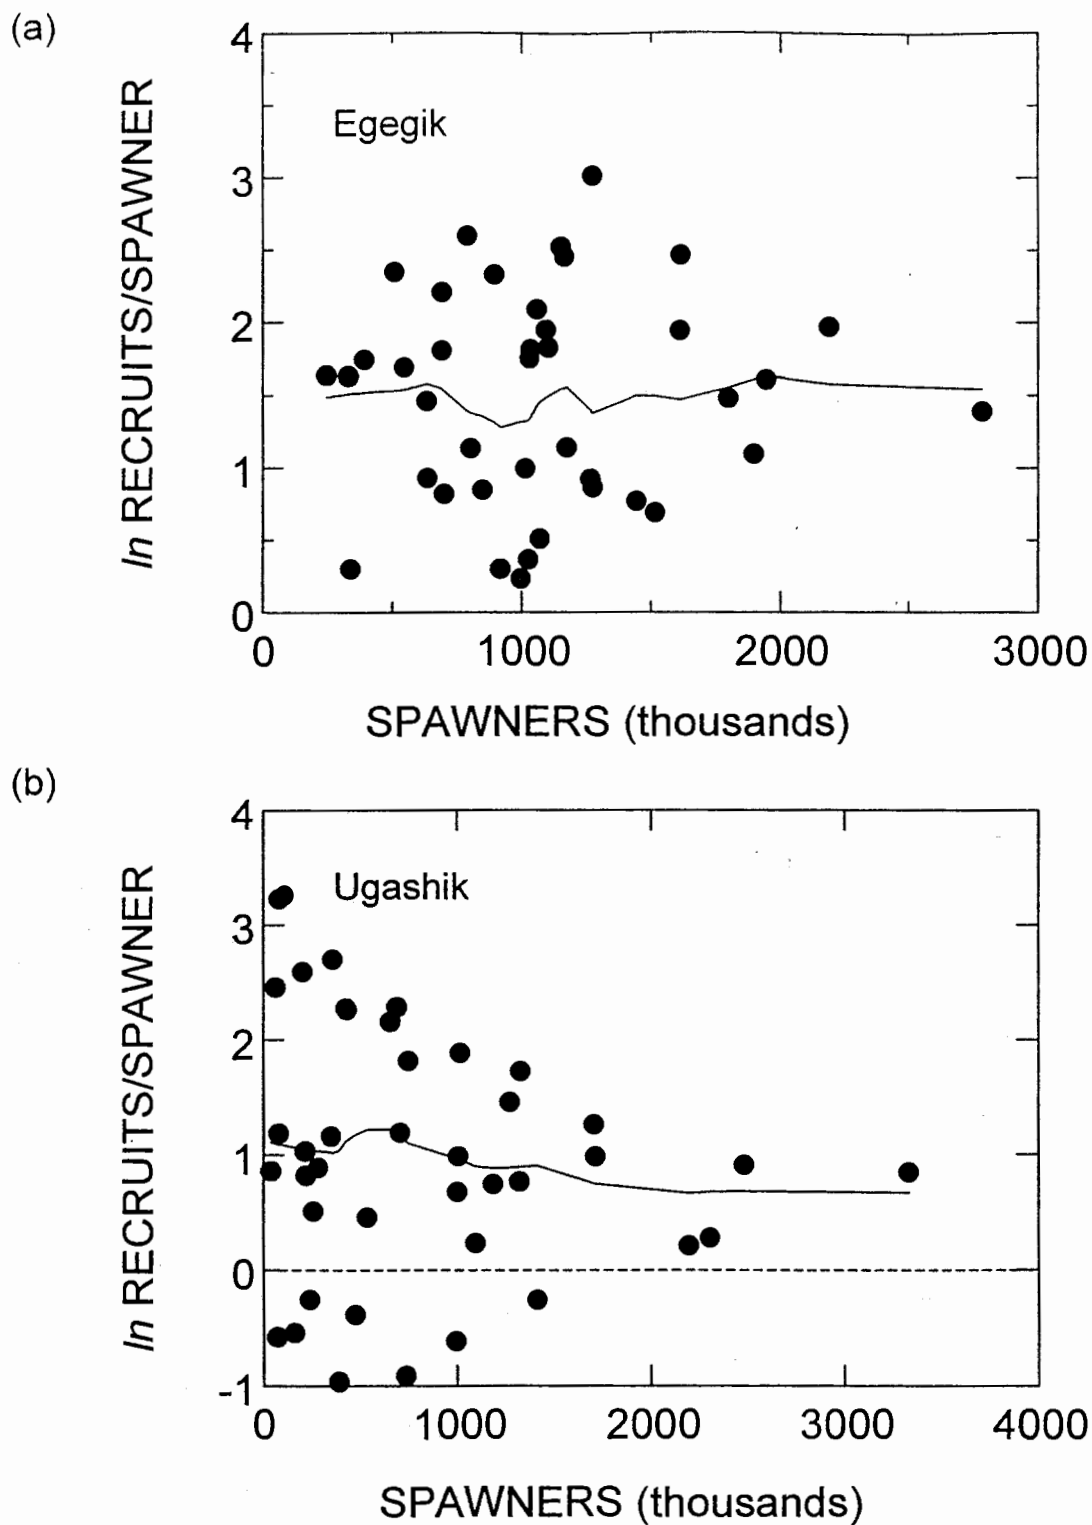 (a)
4
3
2
1
0
ln RECRUITS/SPAWNER
Egegik
0 1000 2000 3000
SPAWNERS (thousands)
(b)
4
3
2
1
0
-1
ln RECRUITS/SPAWNER
Ugashik
0 1000 2000 3000 4000
SPAWNERS (thousands)